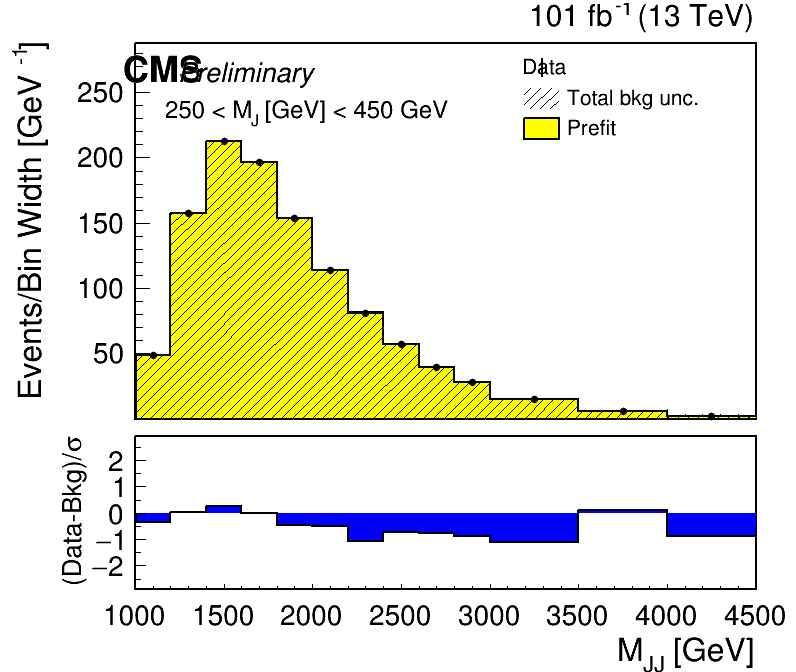 101 fb⁻¹ (13 TeV)
CMS Preliminary
250 < M_J [GeV] < 450 GeV
Data
Total bkg unc.
Prefit
Events/Bin Width [GeV⁻¹]
250
200
150
100
50
(Data-Bkg)/σ
2
1
0
−1
−2
1000 1500 2000 2500 3000 3500 4000 4500
M_JJ [GeV]